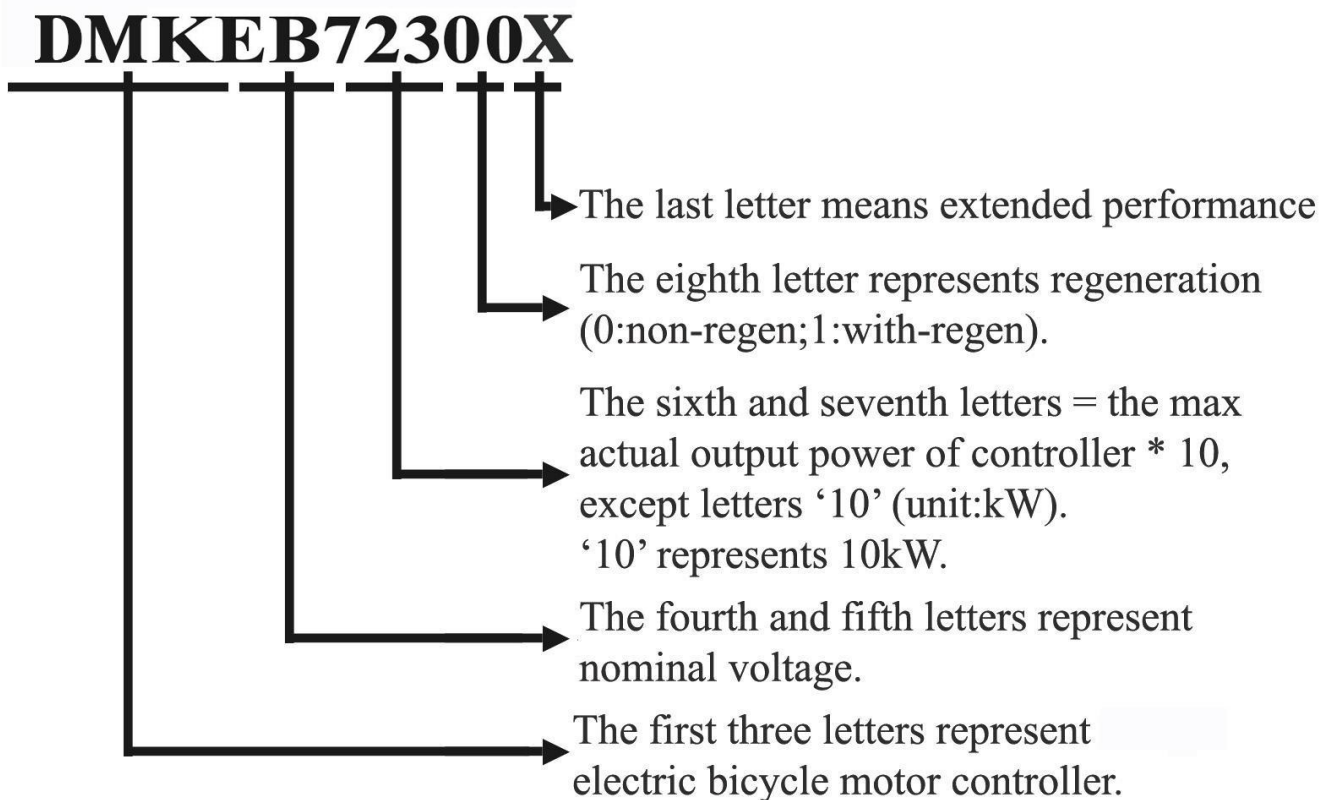 DMKEB72300X
The last letter means extended performance
The eighth letter represents regeneration
(0:non-regen;1:with-regen).
The sixth and seventh letters = the max
actual output power of controller * 10,
except letters ‘10’ (unit:kW).
‘10’ represents 10kW.
The fourth and fifth letters represent
nominal voltage.
The first three letters represent
electric bicycle motor controller.